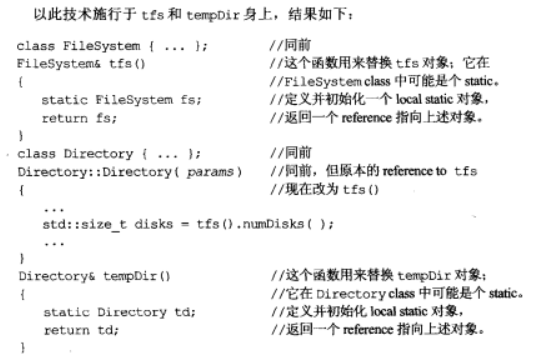 以此技术施行于 tfs 和 tempDir 身上，结果如下：
class FileSystem { ... };	//同前
FileSystem& tfs()	//这个函数用来替换 tfs 对象；它在
{	//FileSystem class 中可能是个 static。
static FileSystem fs;	//定义并初始化一个 local static 对象，
return fs;	//返回一个 reference 指向上述对象。
}
class Directory { ... };	//同前
Directory::Directory( params )	//同前，但原本的 reference to tfs
{	//现在改为 tfs()
...
std::size_t disks = tfs().numDisks( );
...
}
Directory& tempDir()	//这个函数用来替换 tempDir 对象；
{	//它在 Directory class 中可能是个 static。
static Directory td;	//定义并初始化 local static 对象，
return td;	//返回一个 reference 指向上述对象。
}